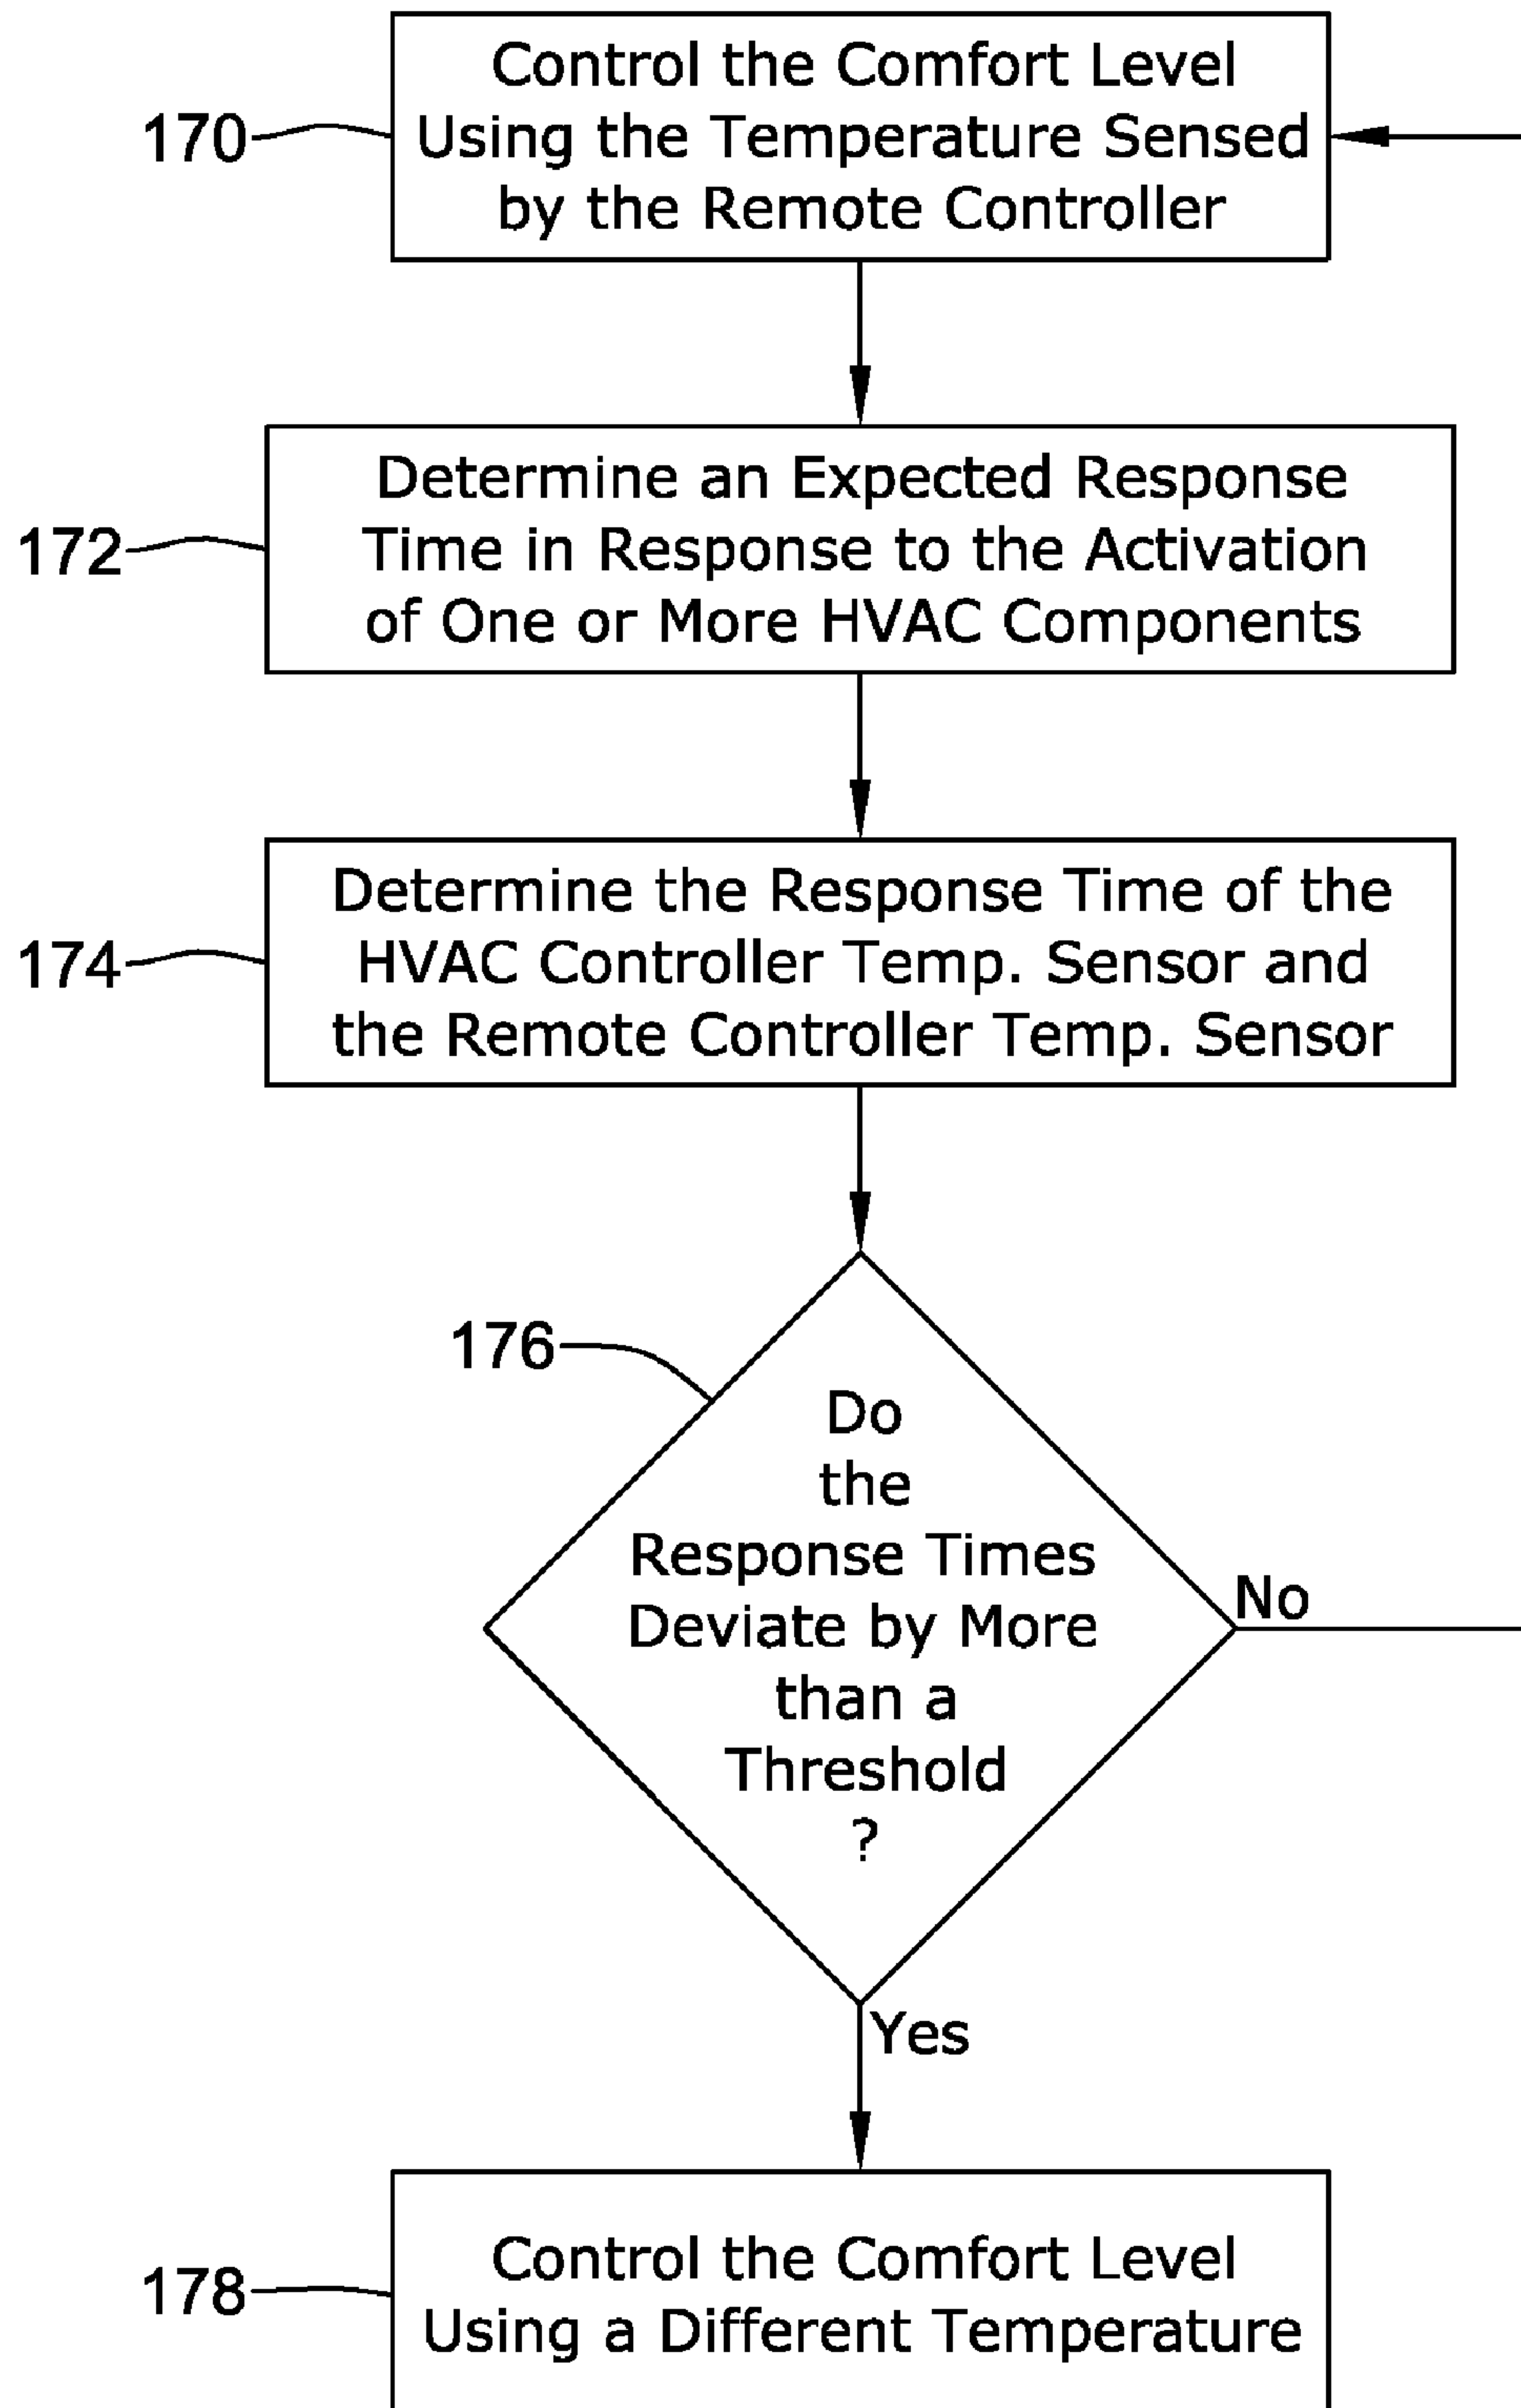 Control the Comfort Level
170
Using the Temperature Sensed
by the Remote Controller
Determine an Expected Response
172
Time in Response to the Activation
of One or More HVAC Components
Determine the Response Time of the
174
HVAC Controller Temp. Sensor and
the Remote Controller Temp. Sensor
176
Do
the
Response Times
Deviate by More
than a
Threshold
?
No
Yes
Control the Comfort Level
178
Using a Different Temperature